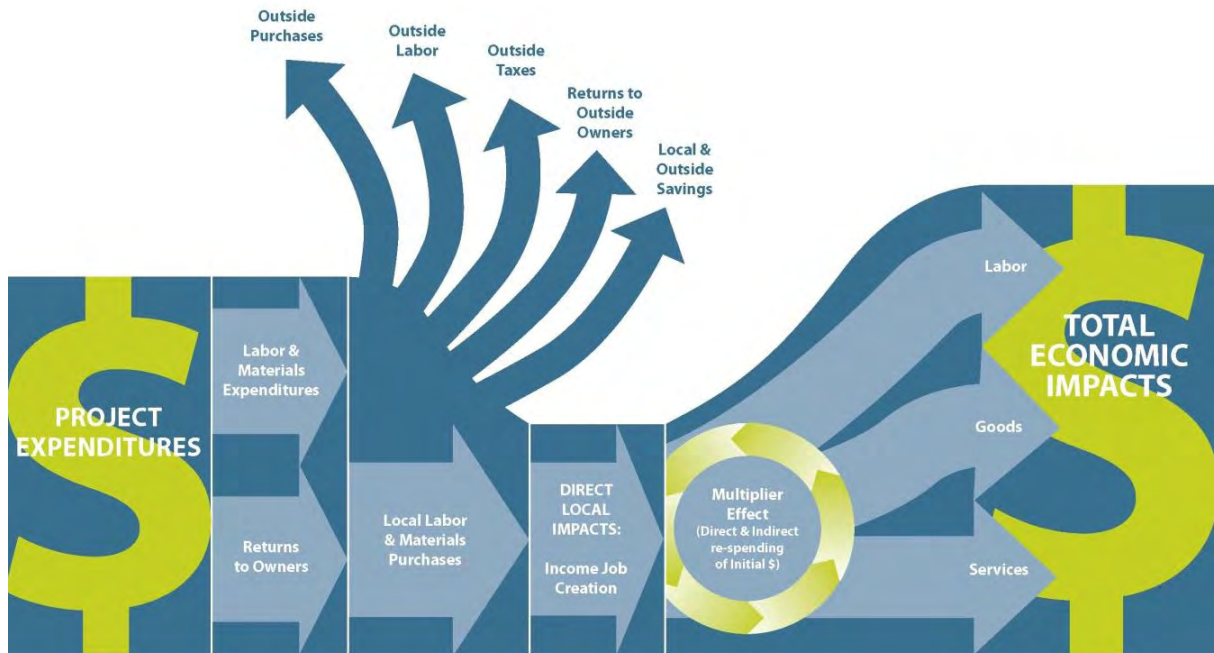 Outside
Purchases
Outside
Labor
Outside
Taxes
Returns to
Outside
Owners
Local &
Outside
Savings
PROJECT
EXPENDITURES
Labor &
Materials
Expenditures
Returns
to Owners
Local Labor
& Materials
Purchases
DIRECT
LOCAL
IMPACTS:
Income Job
Creation
Multiplier
Effect
(Direct & Indirect
re-spending
of Initial $)
Labor
Goods
Services
TOTAL
ECONOMIC
IMPACTS